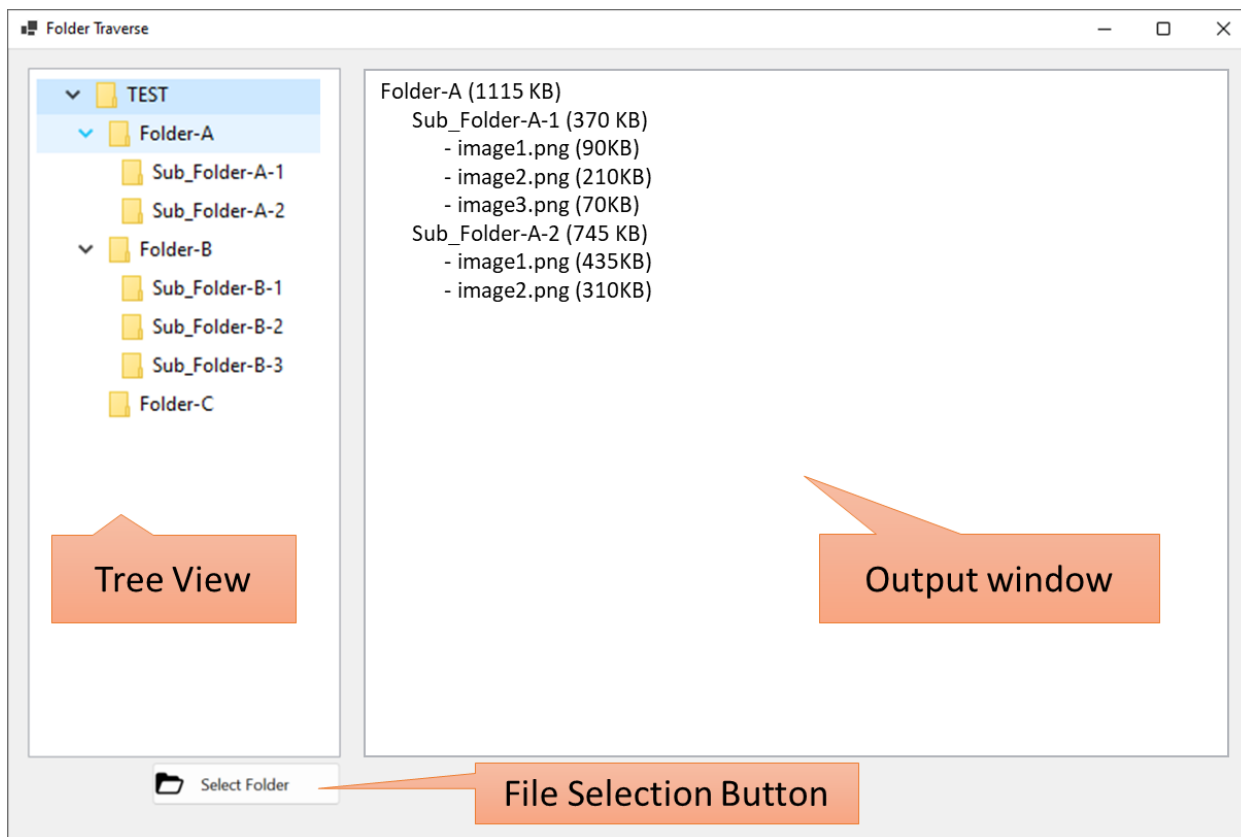 Folder Traverse
TEST
Folder-A
Sub_Folder-A-1
Sub_Folder-A-2
Folder-B
Sub_Folder-B-1
Sub_Folder-B-2
Sub_Folder-B-3
Folder-C
Tree View
Folder-A (1115 KB)
Sub_Folder-A-1 (370 KB)
- image1.png (90KB)
- image2.png (210KB)
- image3.png (70KB)
Sub_Folder-A-2 (745 KB)
- image1.png (435KB)
- image2.png (310KB)
Output window
Select Folder
File Selection Button